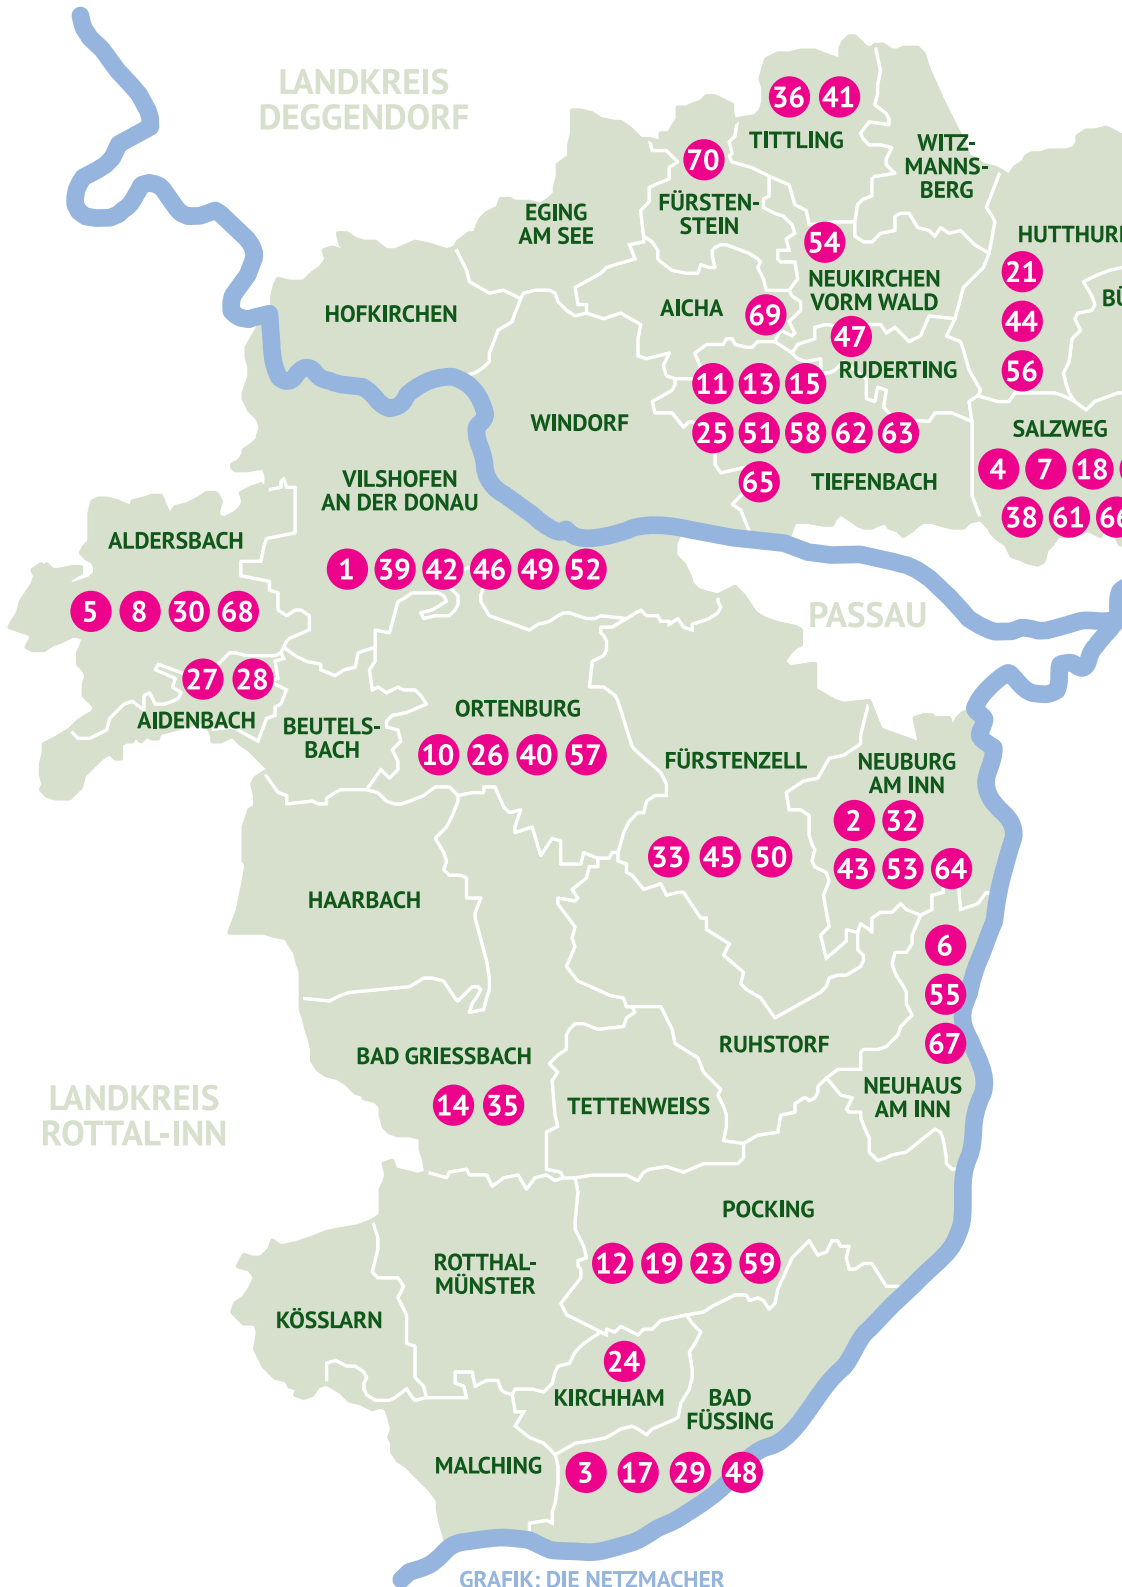 LANDKREIS
DEGGENDORF
36 41
TITTLING
WITZ-
MANNS-
BERG
70
FÜRSTEN-
STEIN
EGING
AM SEE
54
NEUKIRCHEN
VORM WALD
HUTTHUR
21
44
56
BÜ
HOFKIRCHEN
AICHA
69
47
RUDERTING
11 13 15
25 51 58 62 63
65
TIEFENBACH
WINDORF
SALZWEG
4 7 18
38 61 66
VILSHOFEN
AN DER DONAU
1 39 42 46 49 52
ALDERSBACH
5 8 30 68
27 28
AIDENBACH
PASSAU
BEUTELS-
BACH
ORTENBURG
10 26 40 57
FÜRSTENZELL
33 45 50
NEUBURG
AM INN
2 32
43 53 64
HAARBACH
6
55
67
NEUHAUS
AM INN
RUHSTORF
BAD GRIESSBACH
14 35
TETTENWEISS
LANDKREIS
ROTTAL-INN
POCKING
12 19 23 59
ROTTHAL-
MÜNSTER
KÖSSLARN
24
KIRCHHAM
BAD
FÜSSING
3 17 29 48
MALCHING
GRAFIK: DIE NETZMACHER